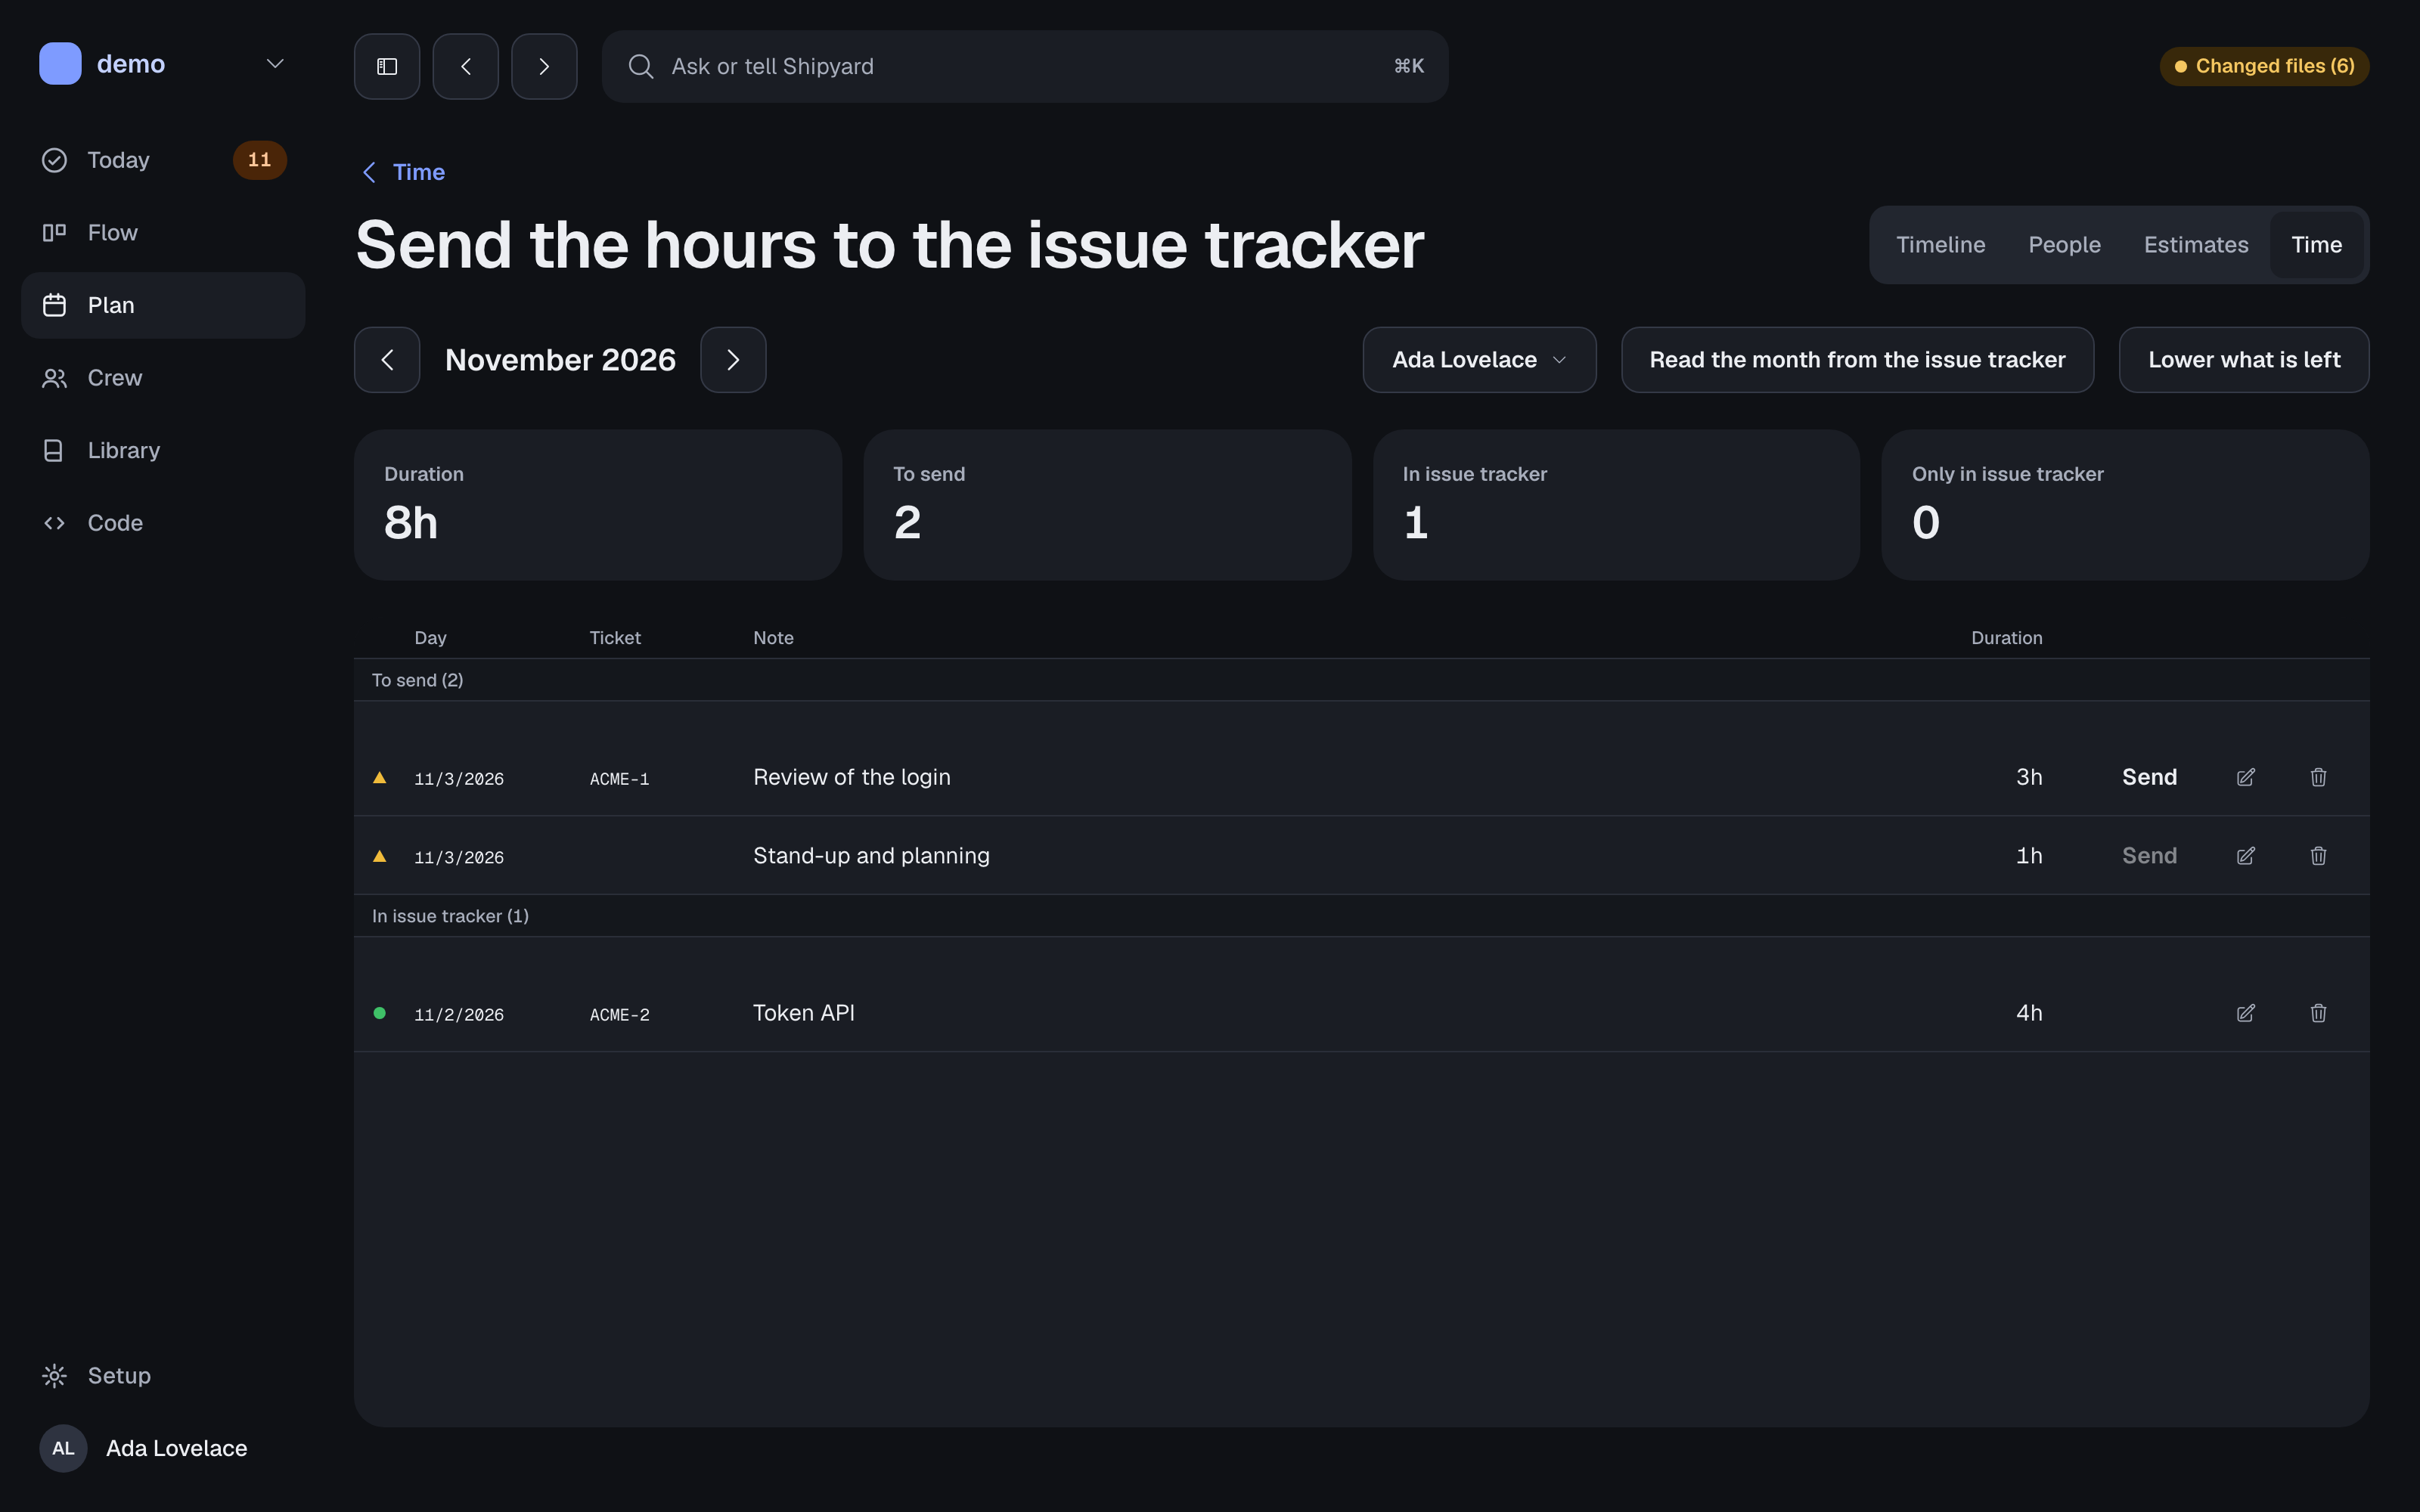 demo
Ask or tell Shipyard
⌘K
Changed files (6)
Today
11
Flow
Plan
Crew
Library
Code
Setup
AL
Ada Lovelace
Time
Send the hours to the issue tracker
Timeline
People
Estimates
Time
November 2026
Ada Lovelace
Read the month from the issue tracker
Lower what is left
Duration
8h
To send
2
In issue tracker
1
Only in issue tracker
0
Day Ticket Note Duration
To send (2)
11/3/2026 ACME-1 Review of the login 3h Send
11/3/2026 Stand-up and planning 1h Send
In issue tracker (1)
11/2/2026 ACME-2 Token API 4h